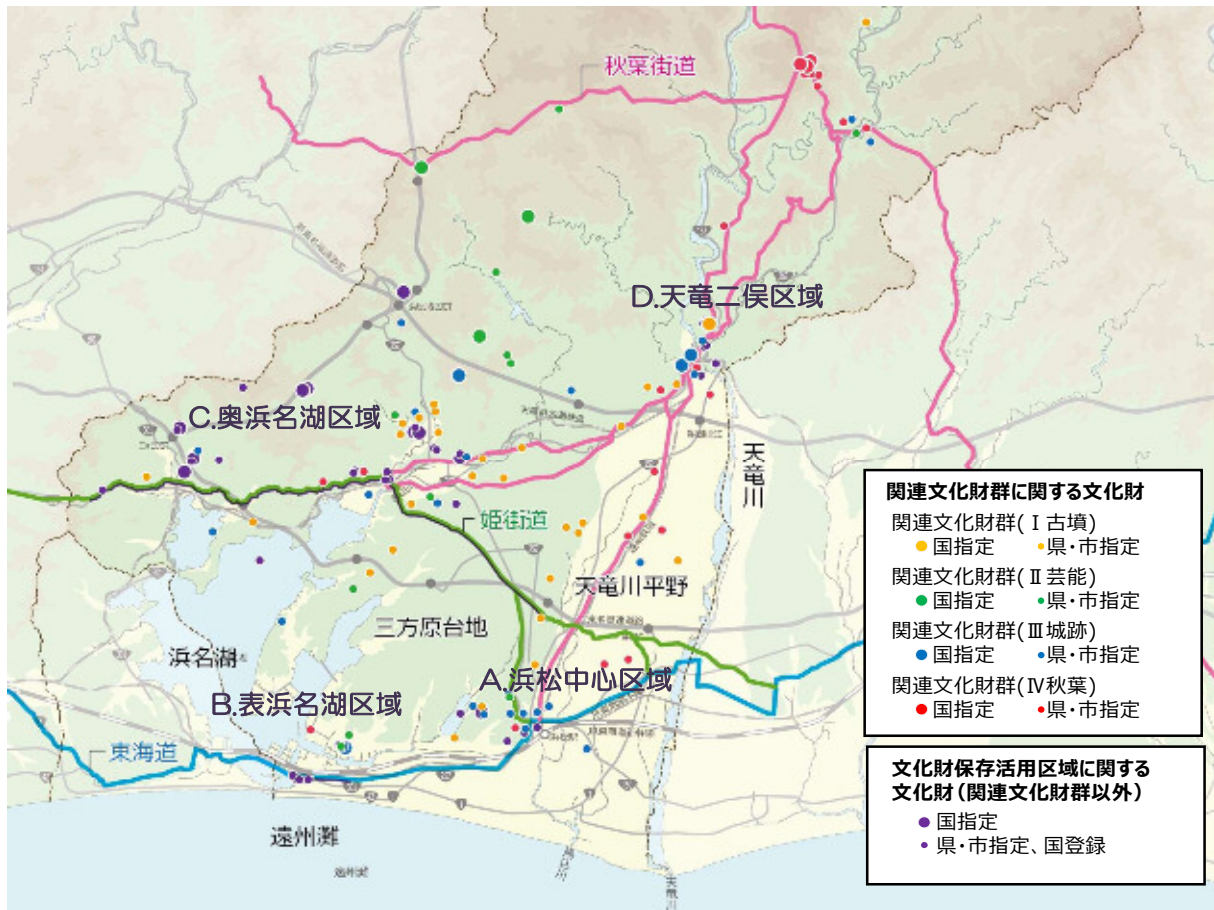 秋葉街道
D.天竜二俣区域
C.奥浜名湖区域
天竜川
姫街道
天竜川平野
三方原台地
浜名湖
A.浜松中心区域
B.表浜名湖区域
東海道
遠州灘
遠州灘
天竜川
関連文化財群に関する文化財
関連文化財群(Ⅰ古墳)
国指定 県・市指定
関連文化財群(Ⅱ芸能)
国指定 県・市指定
関連文化財群(Ⅲ城跡)
国指定 県・市指定
関連文化財群(Ⅳ秋葉)
国指定 県・市指定
文化財保存活用区域に関する
文化財(関連文化財群以外)
国指定
県・市指定、国登録